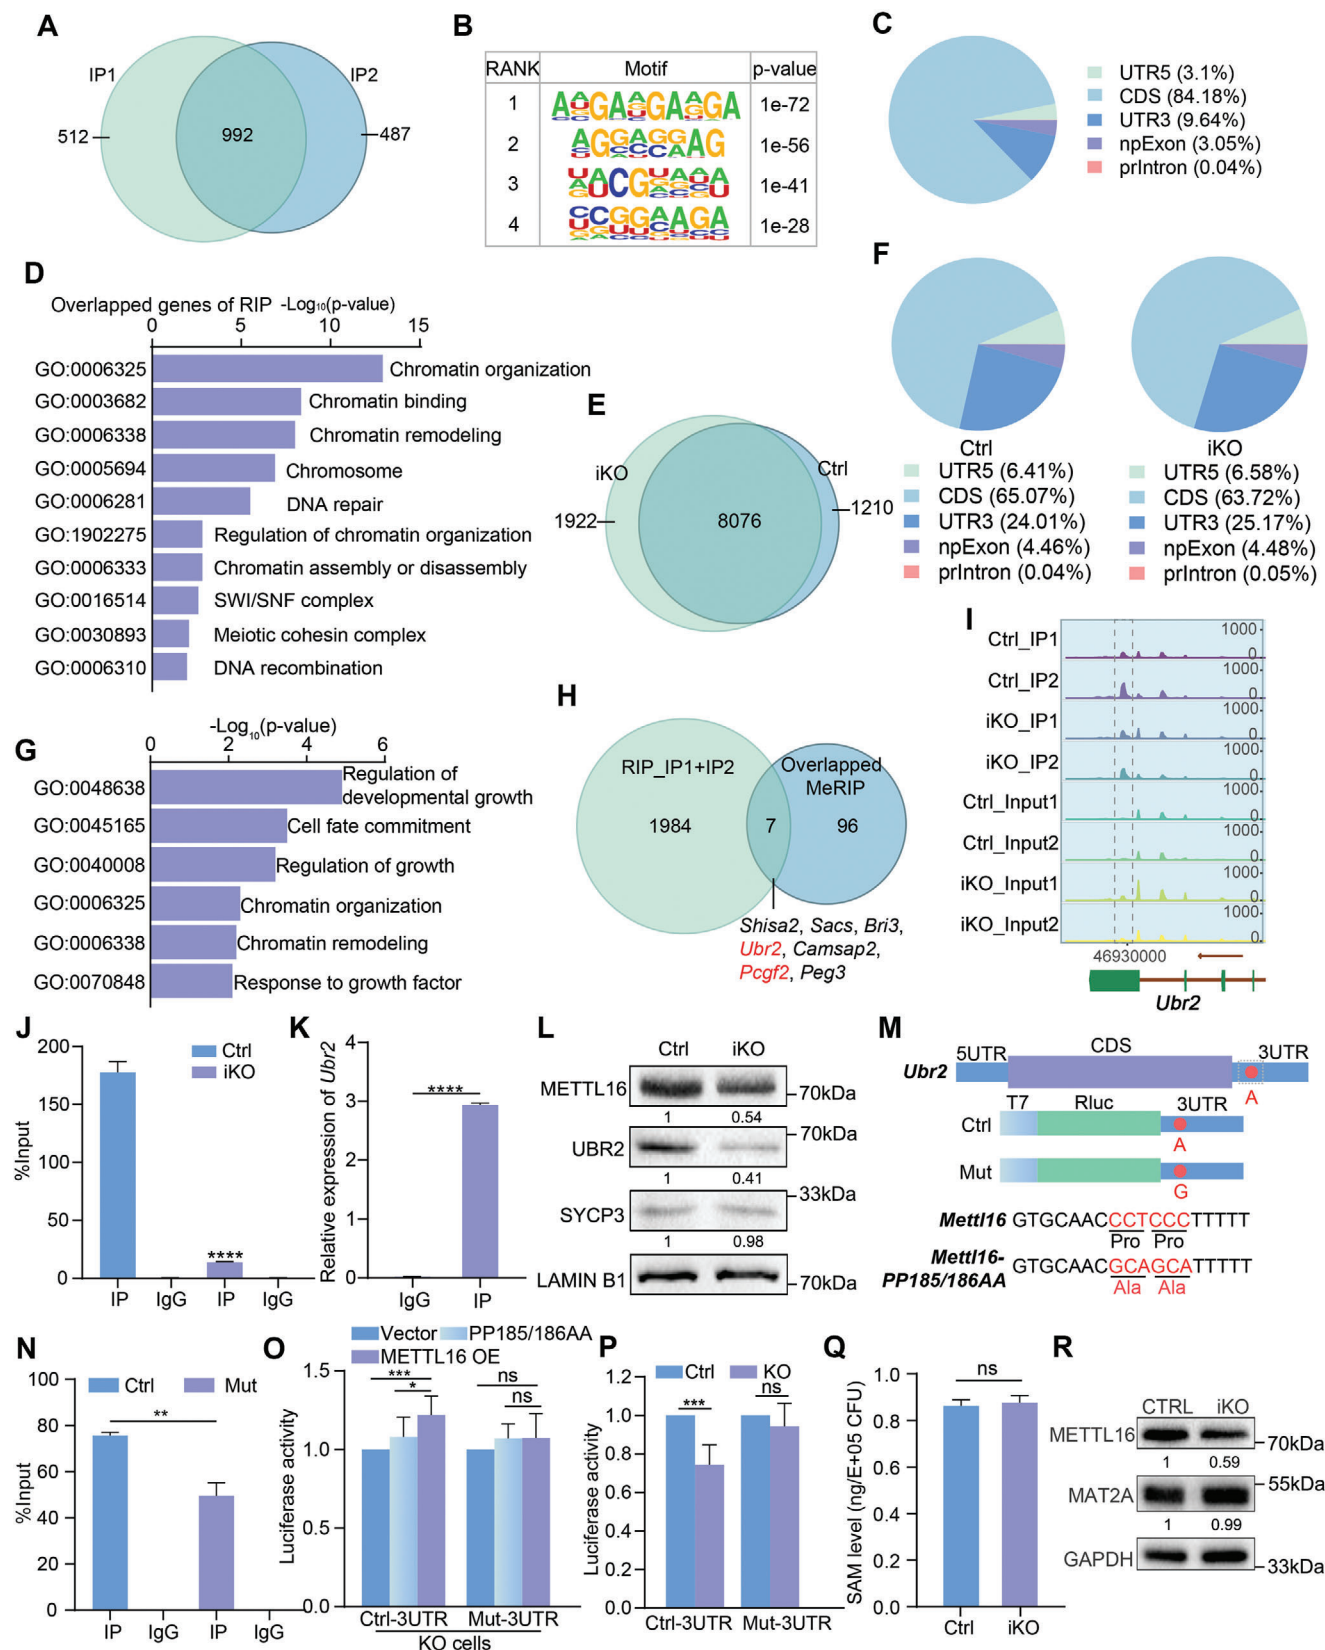 A
IP1
IP2
512
992
487
B
RANK Motif p-value
1 AAGAAGAAGA 1e-72
2 AGGAGGAAG 1e-56
3 UACGUAUA 1e-41
4 CCGGAAGA 1e-28
C
UTR5 (3.1%)
CDS (84.18%)
UTR3 (9.64%)
npExon (3.05%)
prIntron (0.04%)
D
Overlapped genes of RIP -Log10(p-value)
0 5 10 15
GO:0006325 Chromatin organization
GO:0003682 Chromatin binding
GO:0006338 Chromatin remodeling
GO:0005694 Chromosome
GO:0006281 DNA repair
GO:1902275 Regulation of chromatin organization
GO:0006333 Chromatin assembly or disassembly
GO:0016514 SWI/SNF complex
GO:0030893 Meiotic cohesin complex
GO:0006310 DNA recombination
E
iKO
Ctrl
1922
8076
1210
F
Ctrl
UTR5 (6.41%)
CDS (65.07%)
UTR3 (24.01%)
npExon (4.46%)
prIntron (0.04%)
iKO
UTR5 (6.58%)
CDS (63.72%)
UTR3 (25.17%)
npExon (4.48%)
prIntron (0.05%)
G
-Log10(p-value)
0 2 4 6
GO:0048638 Regulation of
developmental growth
GO:0045165 Cell fate commitment
GO:0040008 Regulation of growth
GO:0006325 Chromatin organization
GO:0006338 Chromatin remodeling
GO:0070848 Response to growth factor
H
RIP_IP1+IP2
Overlapped
MeRIP
1984
7
96
Shisa2, Sacs, Bri3,
Ubr2, Camsap2,
Pcgf2, Peg3
I
Ctrl_IP1 1000 0
Ctrl_IP2 1000 0
iKO_IP1 1000 0
iKO_IP2 1000 0
Ctrl_Input1 1000 0
Ctrl_Input2 1000 0
iKO_Input1 1000 0
iKO_Input2 1000 0
46930000
Ubr2
J
%Input
200
150
100
50
0
Ctrl
iKO
****
IP IgG IP IgG
K
Relative expression of Ubr2
4
3
2
1
0
****
IgG IP
L
Ctrl iKO
METTL16 70kDa
1 0.54
UBR2 70kDa
1 0.41
33kDa
SYCP3
1 0.98
LAMIN B1 70kDa
M
5UTR CDS 3UTR
Ubr2
A
T7 Rluc 3UTR
Ctrl
A
Mut
G
Mettl16 GTGCAACCCTCCCTTTTT
Pro Pro
Mettl16-
PP185/186AA GTGCAACGCAGCATTTTT
Ala Ala
N
%Input
100
80
60
40
20
0
Ctrl Mut
**
IP IgG IP IgG
O
Vector PP185/186AA
METTL16 OE
Luciferase activity
1.5
1.0
0.5
0.0
***
*
ns
ns
Ctrl-3UTR Mut-3UTR
KO cells
P
Luciferase activity
1.2
1.0
0.8
0.6
0.4
0.2
0.0
Ctrl KO
***
ns
Ctrl-3UTR Mut-3UTR
Q
SAM level (ng/E+05 CFU)
1.0
0.8
0.6
0.4
0.2
0.0
ns
Ctrl iKO
R
CTRL iKO
METTL16 70kDa
1 0.59
55kDa
MAT2A
1 0.99
GAPDH 33kDa